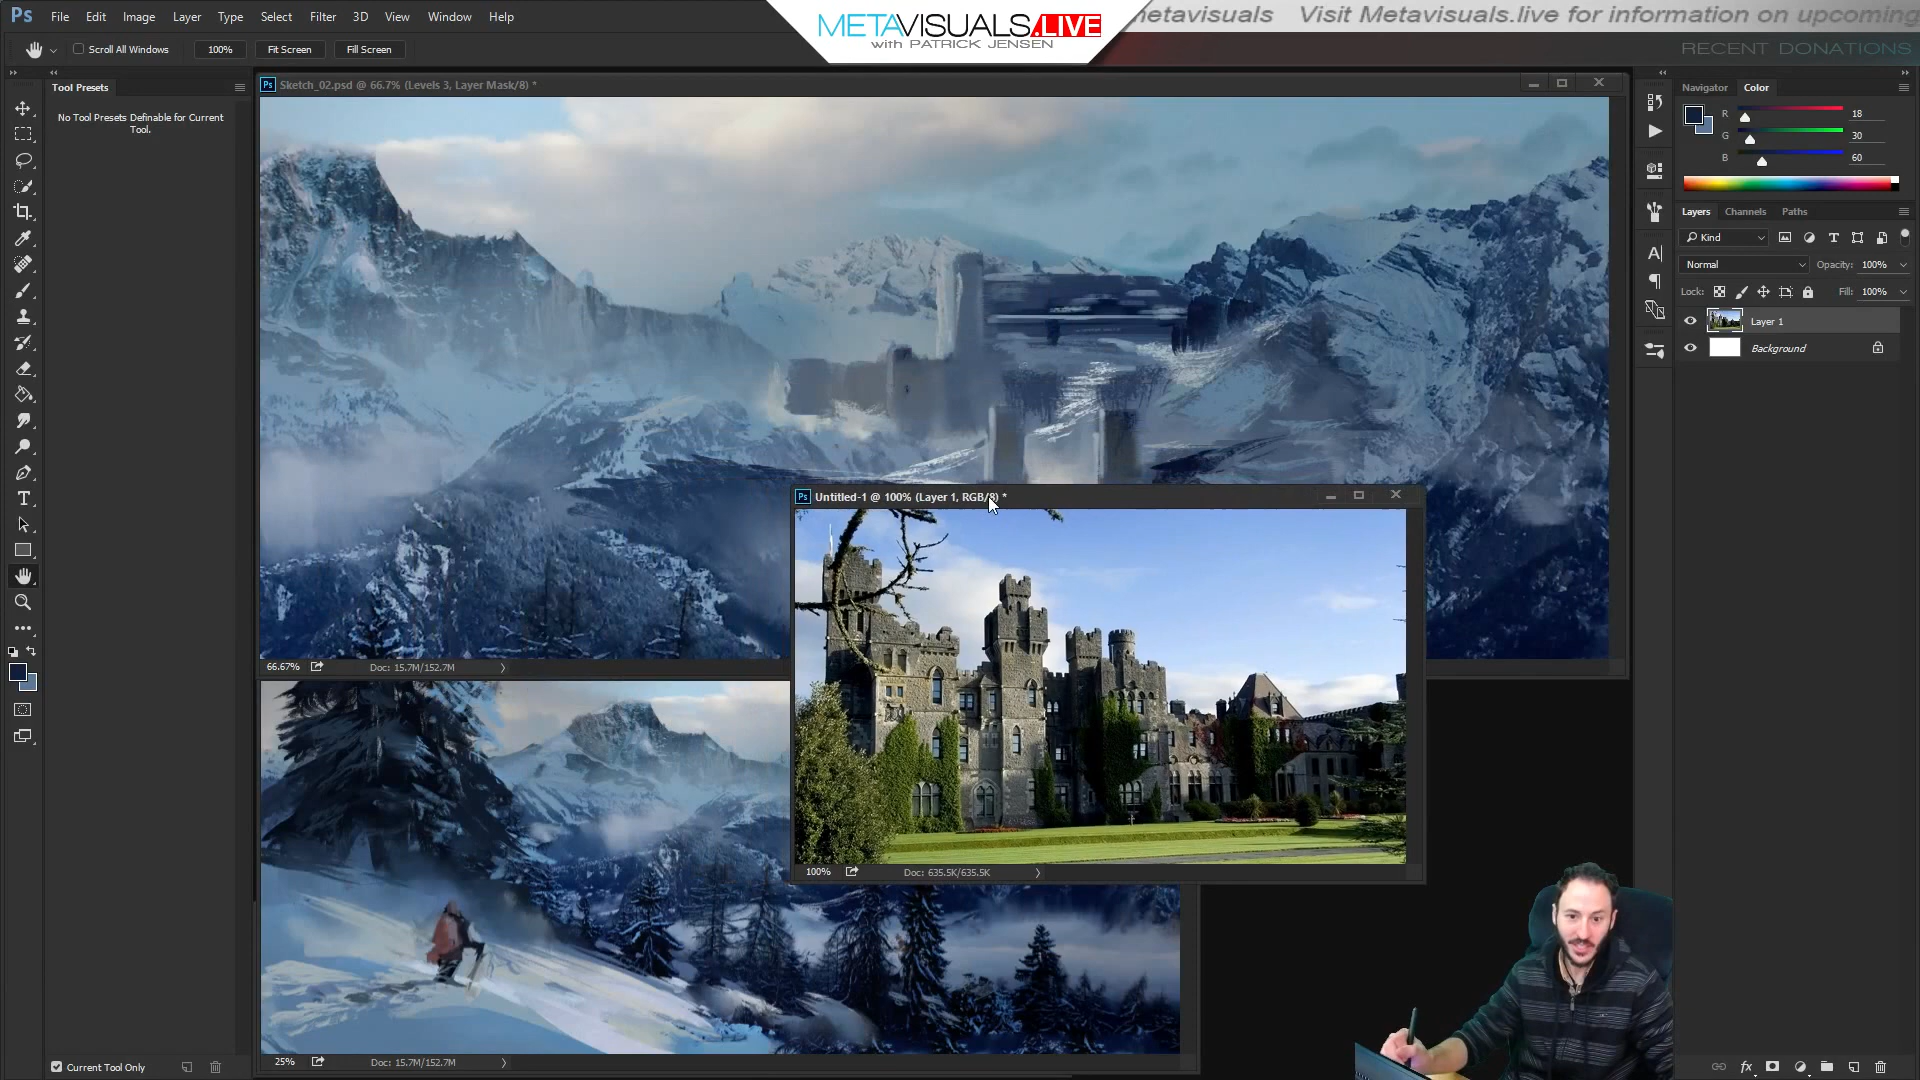 Ps File Edit Image Layer Type Select Filter 3D View Window Help
METAVISUALS.LIVE
with PATRICK JENSEN
metavisuals Visit Metavisuals.live for information on upcoming
RECENT DONATIONS
Scroll All Windows 100% Fit Screen Fill Screen
Tool Presets
No Tool Presets Definable for Current
Tool.
Current Tool Only
Ps Sketch_02.psd @ 66.7% (Levels 3, Layer Mask/8) *
66.67% Doc: 15.7M/152.7M
Ps Untitled-1 @ 100% (Layer 1, RGB/8) *
100% Doc: 635.5K/635.5K
25% Doc: 15.7M/152.7M
Navigator Color
R 18
G 30
B 60
Layers Channels Paths
Kind
Normal Opacity: 100%
Lock: Fill: 100%
Layer 1
Background
fx